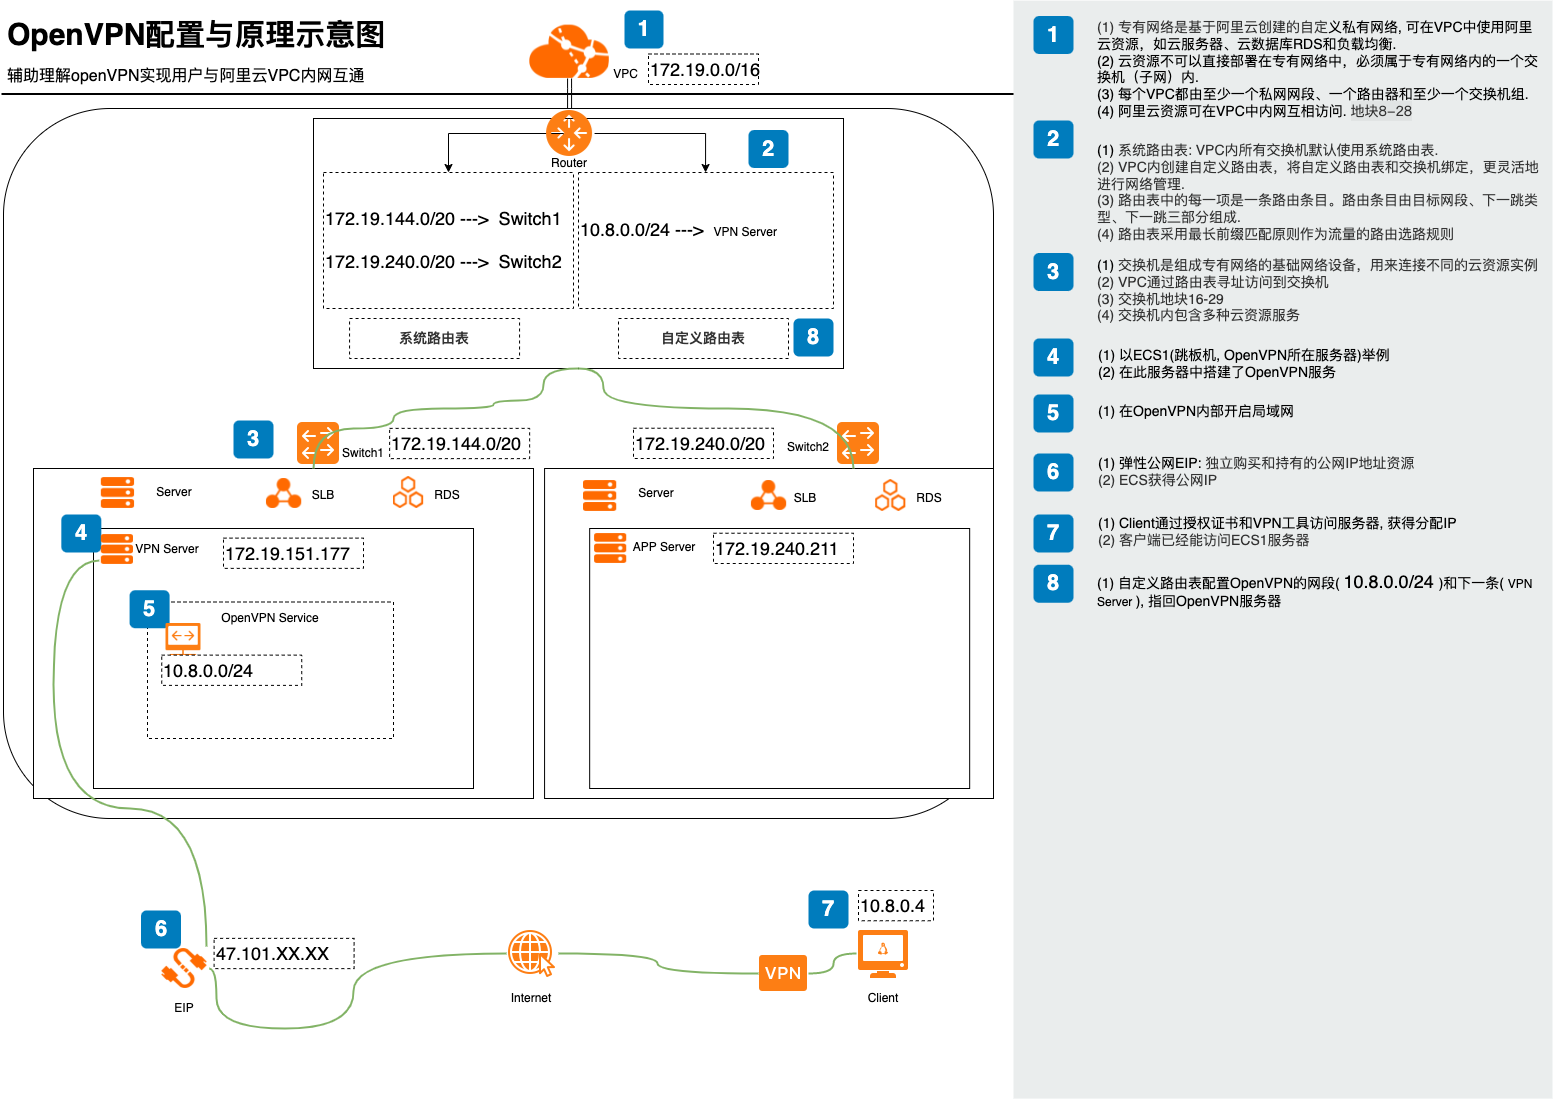 OpenVPN配置与原理示意图
辅助理解openVPN实现用户与阿里云VPC内网互通
1
VPC
172.19.0.0/16
Router
2
172.19.144.0/20 ---> Switch1
172.19.240.0/20 ---> Switch2
10.8.0.0/24 ---> VPN Server
系统路由表
自定义路由表
8
3
Switch1
172.19.144.0/20
172.19.240.0/20
Switch2
Server
SLB
RDS
Server
SLB
RDS
4
VPN Server
172.19.151.177
APP Server
172.19.240.211
5
OpenVPN Service
10.8.0.0/24
6
47.101.XX.XX
EIP
Internet
VPN
7
10.8.0.4
Client
1
(1) 专有网络是基于阿里云创建的自定义私有网络, 可在VPC中使用阿里
云资源，如云服务器、云数据库RDS和负载均衡.
(2) 云资源不可以直接部署在专有网络中，必须属于专有网络内的一个交
换机（子网）内.
(3) 每个VPC都由至少一个私网网段、一个路由器和至少一个交换机组.
(4) 阿里云资源可在VPC中内网互相访问. 地块8–28
2
(1) 系统路由表: VPC内所有交换机默认使用系统路由表.
(2) VPC内创建自定义路由表，将自定义路由表和交换机绑定，更灵活地
进行网络管理.
(3) 路由表中的每一项是一条路由条目。路由条目由目标网段、下一跳类
型、下一跳三部分组成.
(4) 路由表采用最长前缀匹配原则作为流量的路由选路规则
3
(1) 交换机是组成专有网络的基础网络设备，用来连接不同的云资源实例
(2) VPC通过路由表寻址访问到交换机
(3) 交换机地块16-29
(4) 交换机内包含多种云资源服务
4
(1) 以ECS1(跳板机, OpenVPN所在服务器)举例
(2) 在此服务器中搭建了OpenVPN服务
5
(1) 在OpenVPN内部开启局域网
6
(1) 弹性公网EIP: 独立购买和持有的公网IP地址资源
(2) ECS获得公网IP
7
(1) Client通过授权证书和VPN工具访问服务器, 获得分配IP
(2) 客户端已经能访问ECS1服务器
8
(1) 自定义路由表配置OpenVPN的网段( 10.8.0.0/24 )和下一条( VPN
Server ), 指回OpenVPN服务器